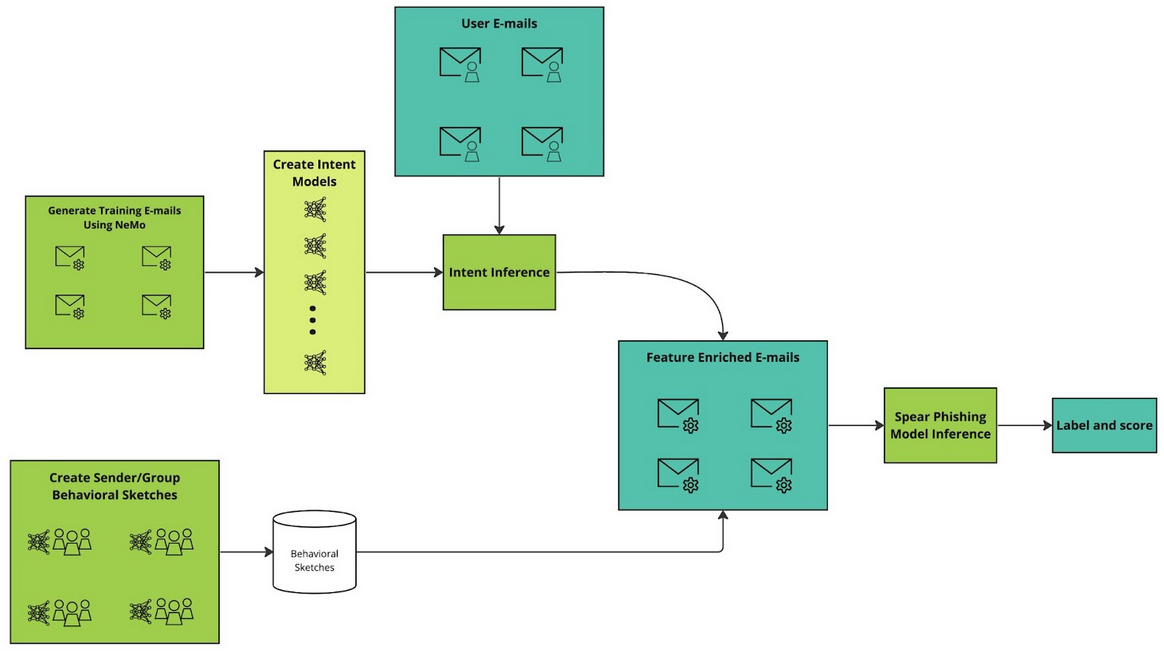 User E-mails
Create Intent
Models
Generate Training E-mails
Using NeMo
Intent Inference
Feature Enriched E-mails
Spear Phishing
Model Inference
Label and score
Create Sender/Group
Behavioral Sketches
Behavioral
Sketches